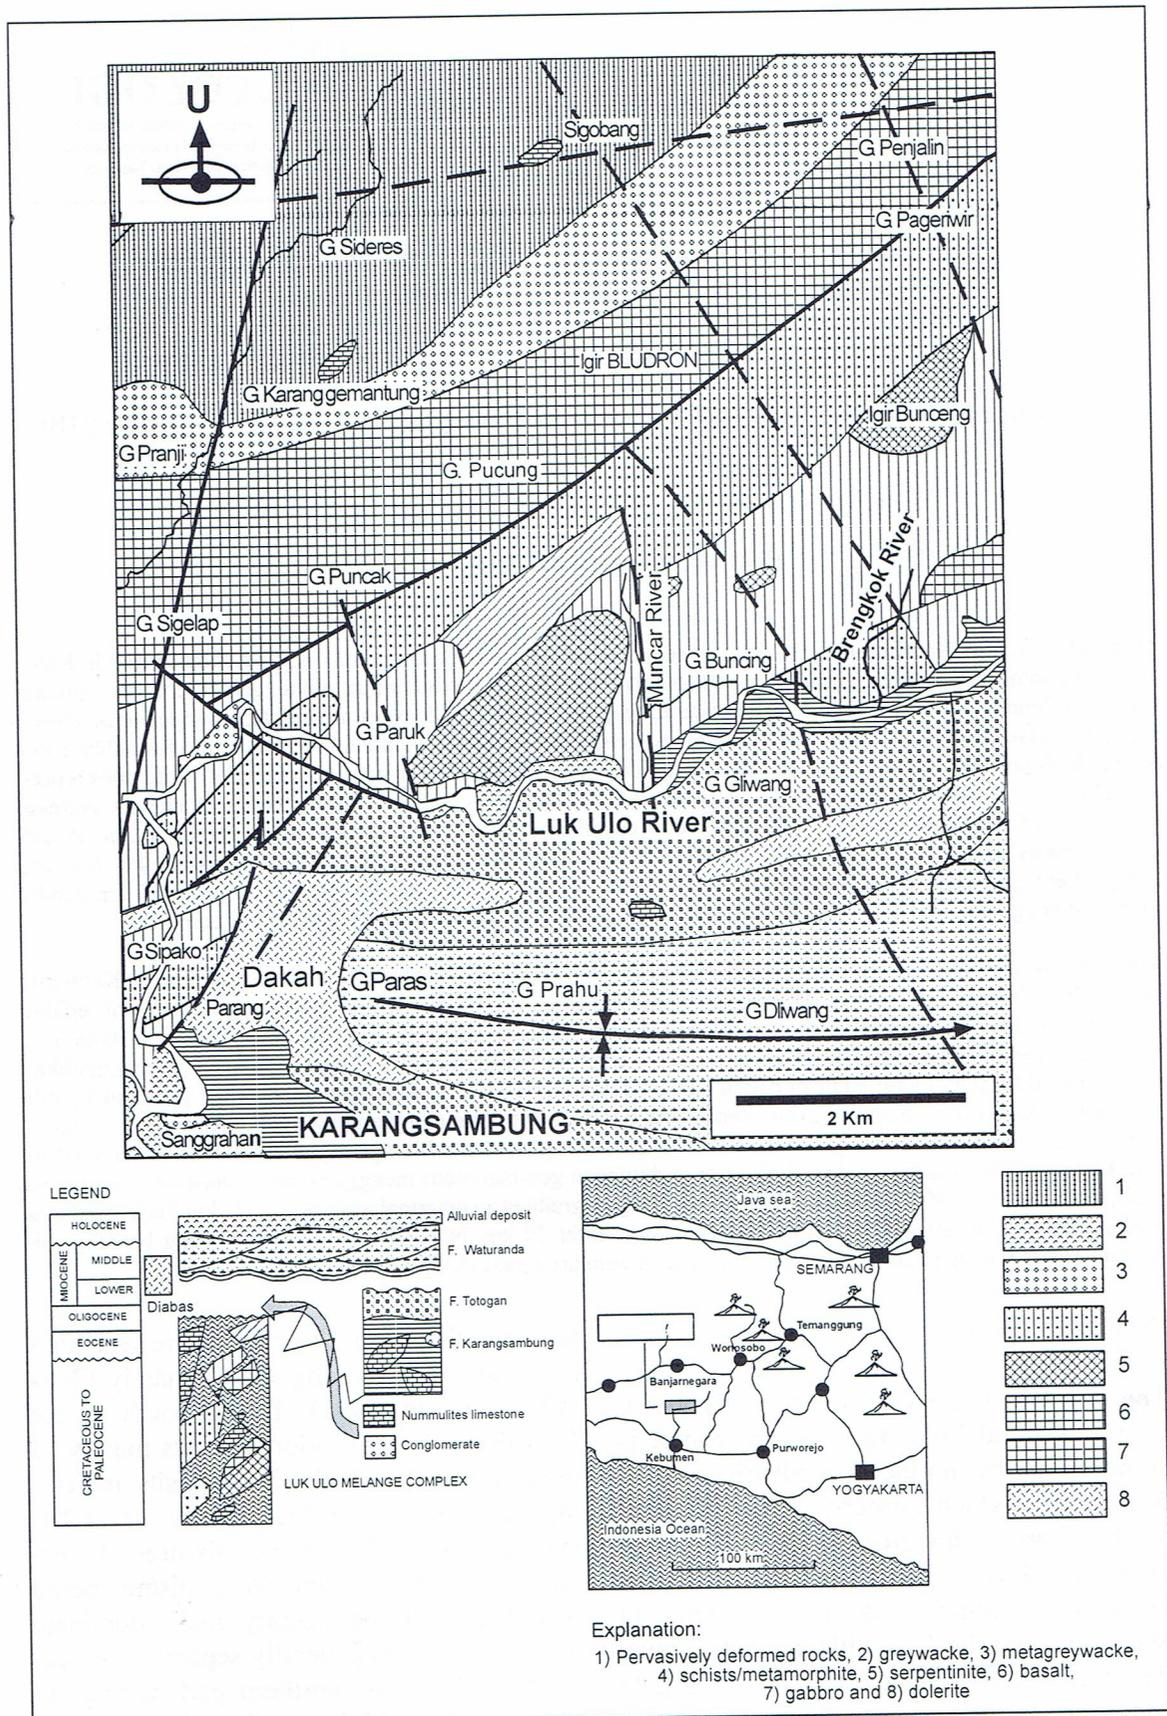 U
Sigobang
G Penjalin
G Pageriwir
G Sideres
Igir BLUDRON
G Karanggemantung
Igir Bunceng
G Pranji
G. Pucung
G Puncak
Brengkok River
G Sigelap
Muncar River
G Buncing
G Paruk
G Gliwang
Luk Ulo River
G Sipako
Dakah
G Paras
G Prahu
G Dliwang
Parang
2 Km
KARANGSAMBUNG
Sanggrahan
LEGEND
HOLOCENE
MIOCENE
MIDDLE
LOWER
OLIGOCENE
EOCENE
CRETACEOUS TO
PALEOCENE
Diabas
Alluvial deposit
F. Waturanda
F. Totogan
F. Karangsambung
Nummulites limestone
Conglomerate
LUK ULO MELANGE COMPLEX
Java sea
SEMARANG
Temanggung
Wonosobo
Banjarnegara
Kebumen
Purworejo
YOGYAKARTA
Indonesia Ocean
100 km
1
2
3
4
5
6
7
8
Explanation:
1) Pervasively deformed rocks, 2) greywacke, 3) metagreywacke,
4) schists/metamorphite, 5) serpentinite, 6) basalt,
7) gabbro and 8) dolerite